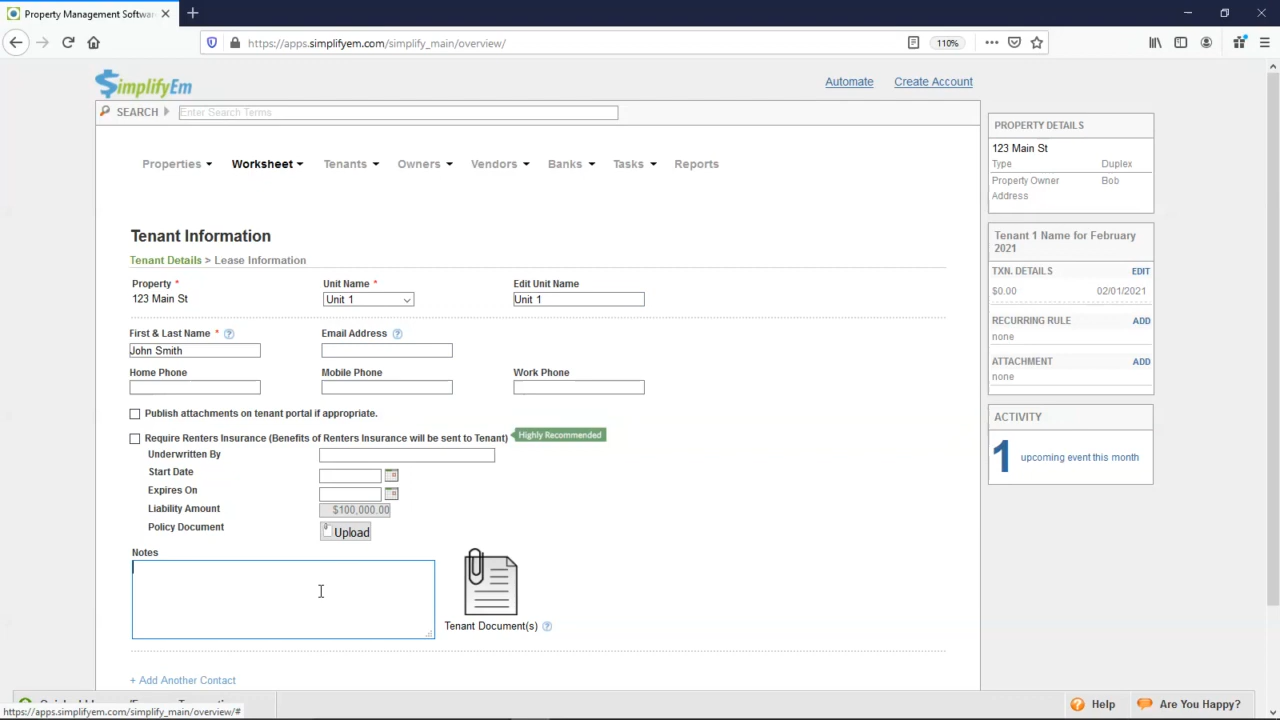 Property Management Softwar
https://apps.simplifyem.com/simplify_main/overview/
110%
SimplifyEm
Automate
Create Account
SEARCH
Enter Search Terms
Properties
Worksheet
Tenants
Owners
Vendors
Banks
Tasks
Reports
PROPERTY DETAILS
123 Main St
Type Duplex
Property Owner Bob
Address
Tenant 1 Name for February
2021
TXN. DETAILS EDIT
$0.00 02/01/2021
RECURRING RULE ADD
none
ATTACHMENT ADD
none
ACTIVITY
1 upcoming event this month
Tenant Information
Tenant Details > Lease Information
Property * Unit Name * Edit Unit Name
123 Main St Unit 1 Unit 1
First & Last Name * ? Email Address ?
John Smith
Home Phone Mobile Phone Work Phone
Publish attachments on tenant portal if appropriate.
Require Renters Insurance (Benefits of Renters Insurance will be sent to Tenant) Highly Recommended
Underwritten By
Start Date
Expires On
Liability Amount $100,000.00
Policy Document Upload
Notes
Tenant Document(s) ?
+ Add Another Contact
? Help
Are You Happy?
https://apps.simplifyem.com/simplify_main/overview/#